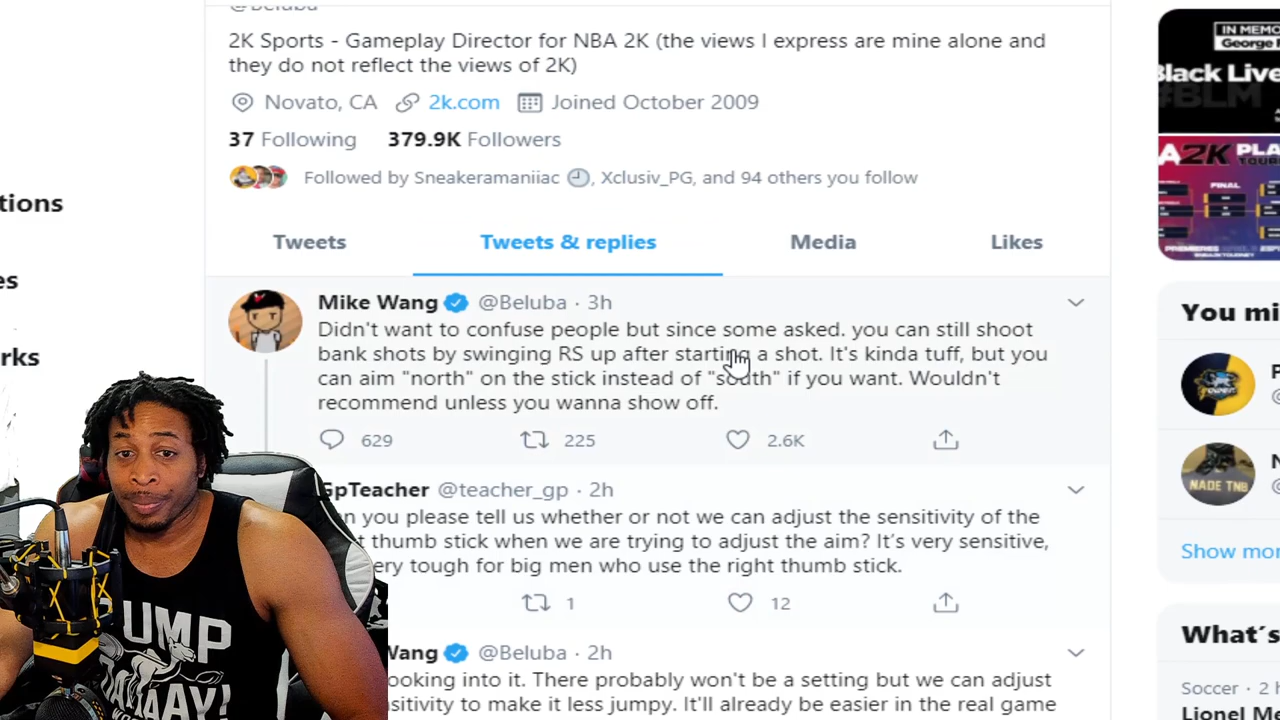 @Beluba
2K Sports - Gameplay Director for NBA 2K (the views I express are mine alone and
they do not reflect the views of 2K)
Novato, CA 2k.com Joined October 2009
37 Following 379.9K Followers
Followed by Sneakeramaniiac, Xclusiv_PG, and 94 others you follow
Tweets Tweets & replies Media Likes
Mike Wang @Beluba · 3h
Didn't want to confuse people but since some asked. you can still shoot
bank shots by swinging RS up after starting a shot. It's kinda tuff, but you
can aim "north" on the stick instead of "south" if you want. Wouldn't
recommend unless you wanna show off.
629 225 2.6K
GpTeacher @teacher_gp · 2h
you please tell us whether or not we can adjust the sensitivity of the
thumb stick when we are trying to adjust the aim? It's very sensitive,
ery tough for big men who use the right thumb stick.
1 12
Wang @Beluba · 2h
ooking into it. There probably won't be a setting but we can adjust
sitivity to make it less jumpy. It'll already be easier in the real game
tions
es
rks
IN MEMO
George F
Black Live
#BLM
A2K PLA
TOUR
FINAL
You mi
NADE TNB
Show mor
What's
Soccer · 2 h
Lionel Me
UMP